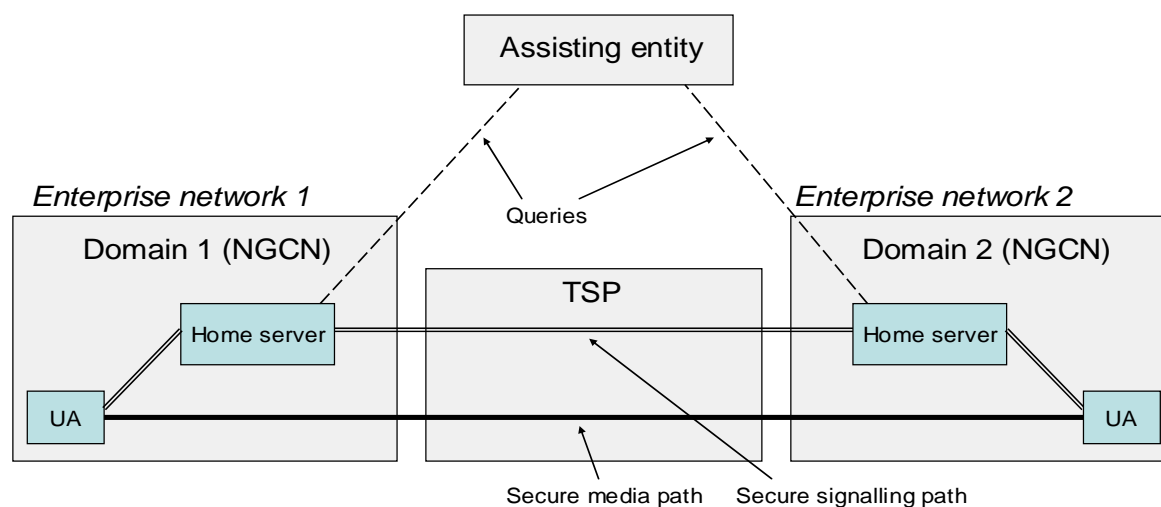 Assisting entity
Enterprise network 1
Enterprise network 2
Queries
Domain 1 (NGCN)
Domain 2 (NGCN)
TSP
Home server
Home server
UA
UA
Secure media path
Secure signalling path